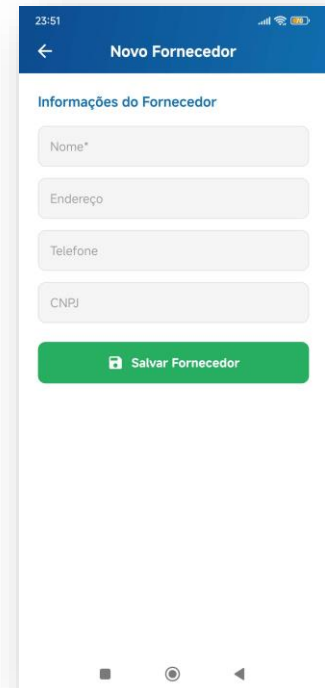 23:51
Novo Fornecedor
Informações do Fornecedor
Nome*
Endereço
Telefone
CNPJ
Salvar Fornecedor